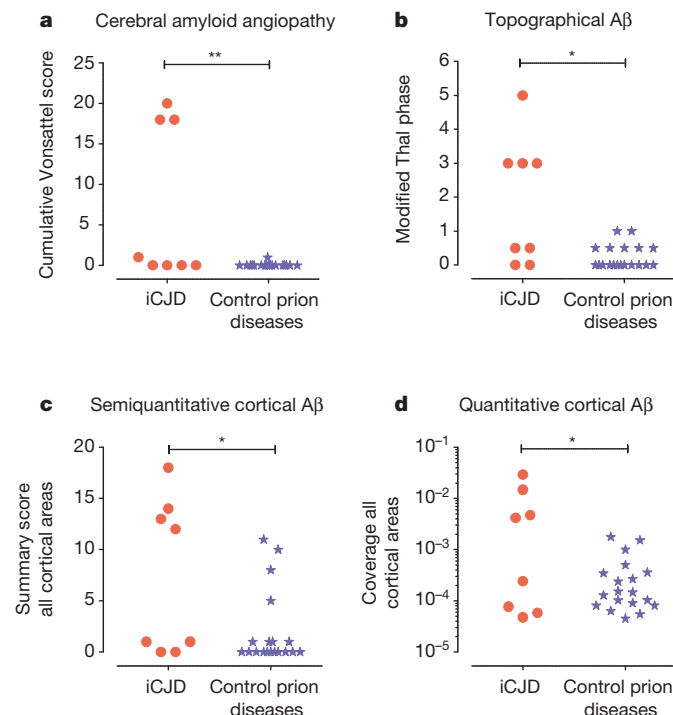 a Cerebral amyloid angiopathy
**
25
20
15
10
5
0
Cumulative Vonsattel score
iCJD
Control prion
diseases
b Topographical Aβ
*
6
5
4
3
2
1
0
Modified Thal phase
iCJD
Control prion
diseases
c Semiquantitative cortical Aβ
*
20
15
10
5
0
Summary score
all cortical areas
iCJD
Control prion
diseases
d Quantitative cortical Aβ
*
10⁻¹
10⁻²
10⁻³
10⁻⁴
10⁻⁵
Coverage all
cortical areas
iCJD
Control prion
diseases